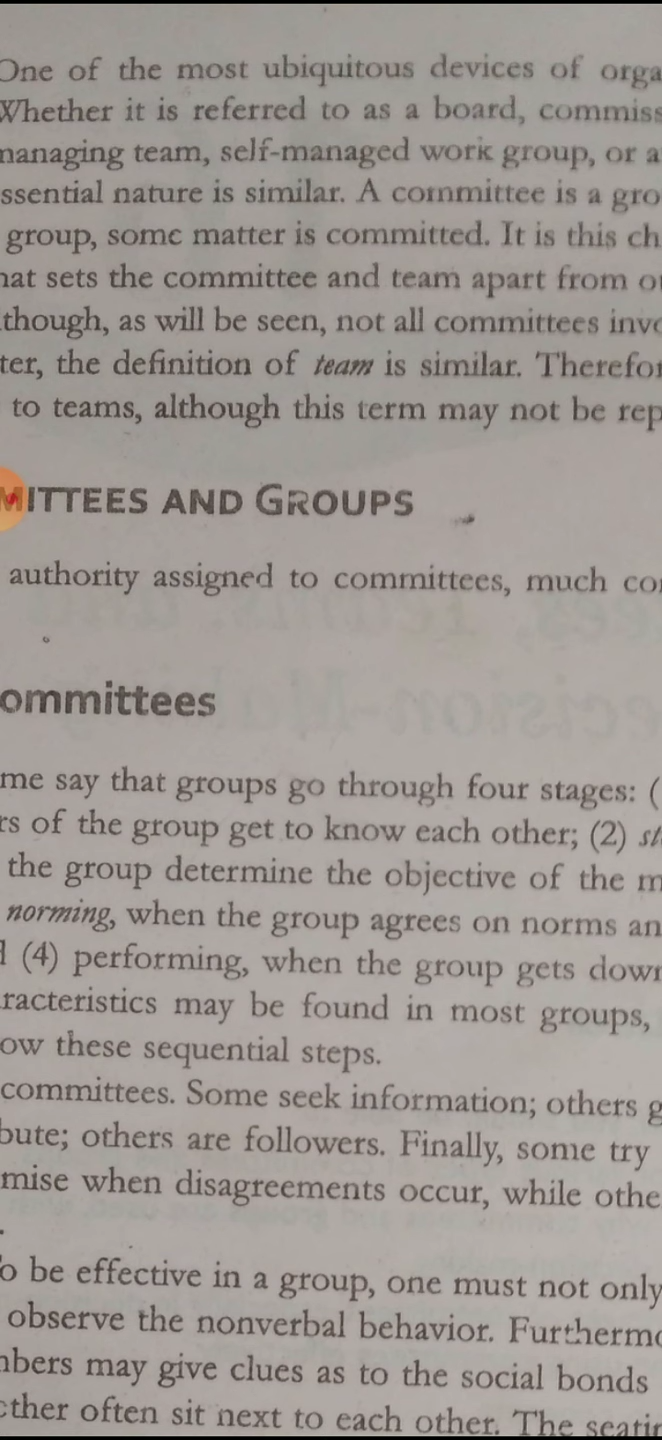 One of the most ubiquitous devices of orga
Whether it is referred to as a board, commiss
managing team, self-managed work group, or a
ssential nature is similar. A committee is a gro
group, some matter is committed. It is this ch
hat sets the committee and team apart from o
though, as will be seen, not all committees invo
ter, the definition of team is similar. Therefor
to teams, although this term may not be rep
MITTEES AND GROUPS
authority assigned to committees, much co
ommittees
me say that groups go through four stages: (
rs of the group get to know each other; (2) st
the group determine the objective of the m
norming, when the group agrees on norms an
d (4) performing, when the group gets down
racteristics may be found in most groups,
ow these sequential steps.
committees. Some seek information; others g
bute; others are followers. Finally, some try
mise when disagreements occur, while othe
.
o be effective in a group, one must not only
observe the nonverbal behavior. Furthermo
mbers may give clues as to the social bonds
other often sit next to each other. The seatin